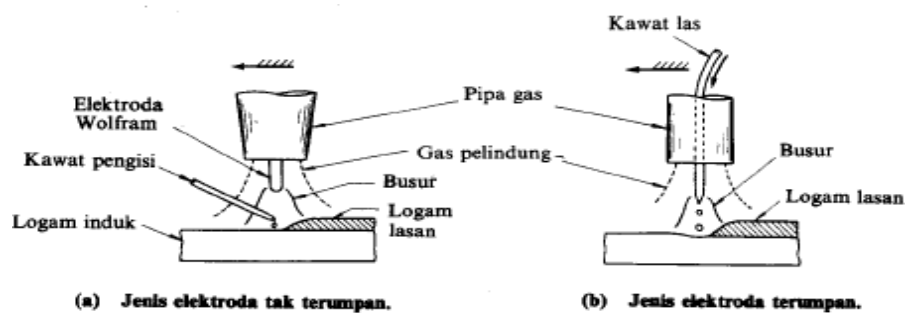 Kawat las
Elektroda
Wolfram
Pipa gas
Kawat pengisi
Gas pelindung
Busur
Busur
Logam induk
Logam
lasan
Logam lasan
(a) Jenis elektroda tak terumpan.
(b) Jenis elektroda terumpan.